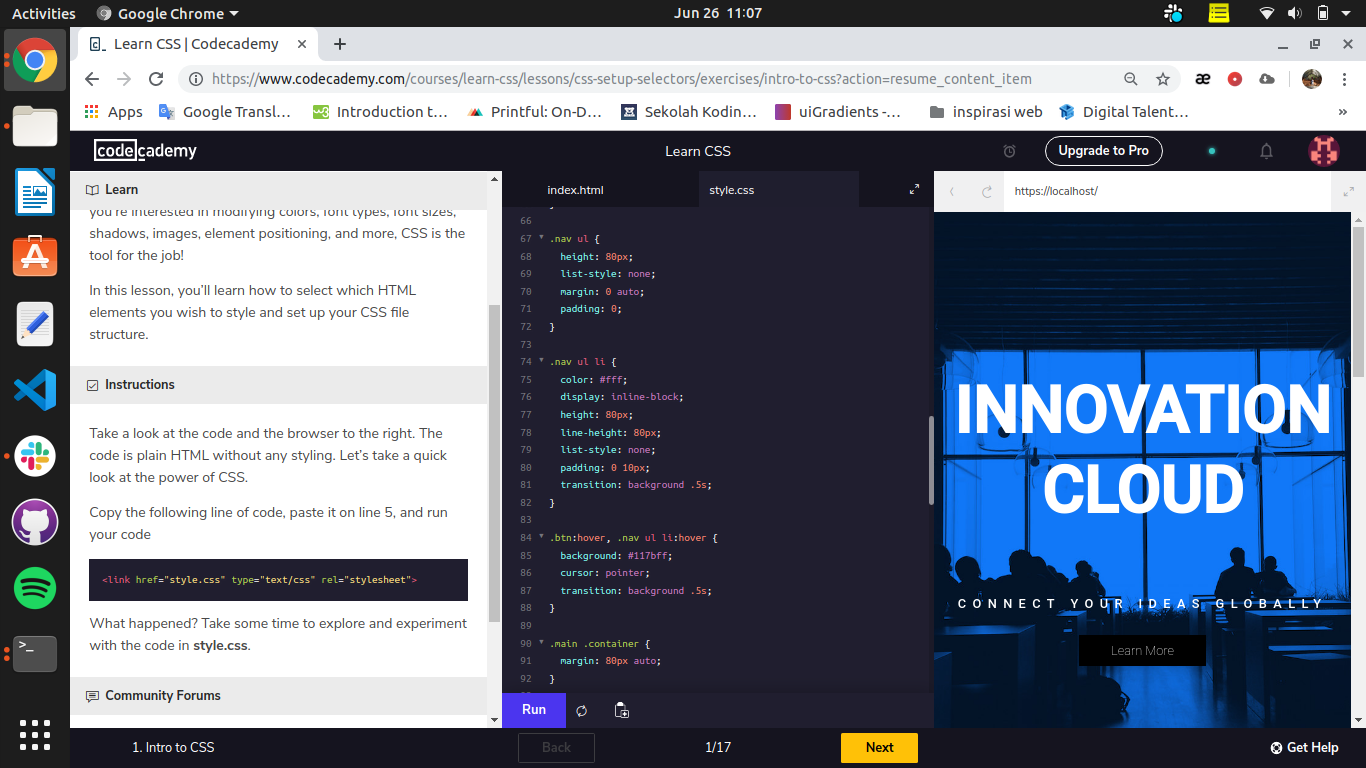 Activities
Google Chrome
Jun 26 11:07
Learn CSS | Codecademy
https://www.codecademy.com/courses/learn-css/lessons/css-setup-selectors/exercises/intro-to-css?action=resume_content_item
Apps
Google Transl...
Introduction t...
Printful: On-D...
Sekolah Kodin...
uiGradients -...
inspirasi web
Digital Talent...
»
codecademy
Learn CSS
Upgrade to Pro
Learn
you're interested in modifying colors, font types, font sizes,
shadows, images, element positioning, and more, CSS is the
tool for the job!
In this lesson, you'll learn how to select which HTML
elements you wish to style and set up your CSS file
structure.
Instructions
Take a look at the code and the browser to the right. The
code is plain HTML without any styling. Let's take a quick
look at the power of CSS.
Copy the following line of code, paste it on line 5, and run
your code
<link href="style.css" type="text/css" rel="stylesheet">
What happened? Take some time to explore and experiment
with the code in style.css.
Community Forums
index.html
style.css
66
67 .nav ul {
68 height: 80px;
69 list-style: none;
70 margin: 0 auto;
71 padding: 0;
72 }
73
74 .nav ul li {
75 color: #fff;
76 display: inline-block;
77 height: 80px;
78 line-height: 80px;
79 list-style: none;
80 padding: 0 10px;
81 transition: background .5s;
82 }
83
84 .btn:hover, .nav ul li:hover {
85 background: #117bff;
86 cursor: pointer;
87 transition: background .5s;
88 }
89
90 .main .container {
91 margin: 80px auto;
92 }
Run
https://localhost/
INNOVATION
CLOUD
CONNECT YOUR IDEAS GLOBALLY
Learn More
1. Intro to CSS
Back
1/17
Next
Get Help